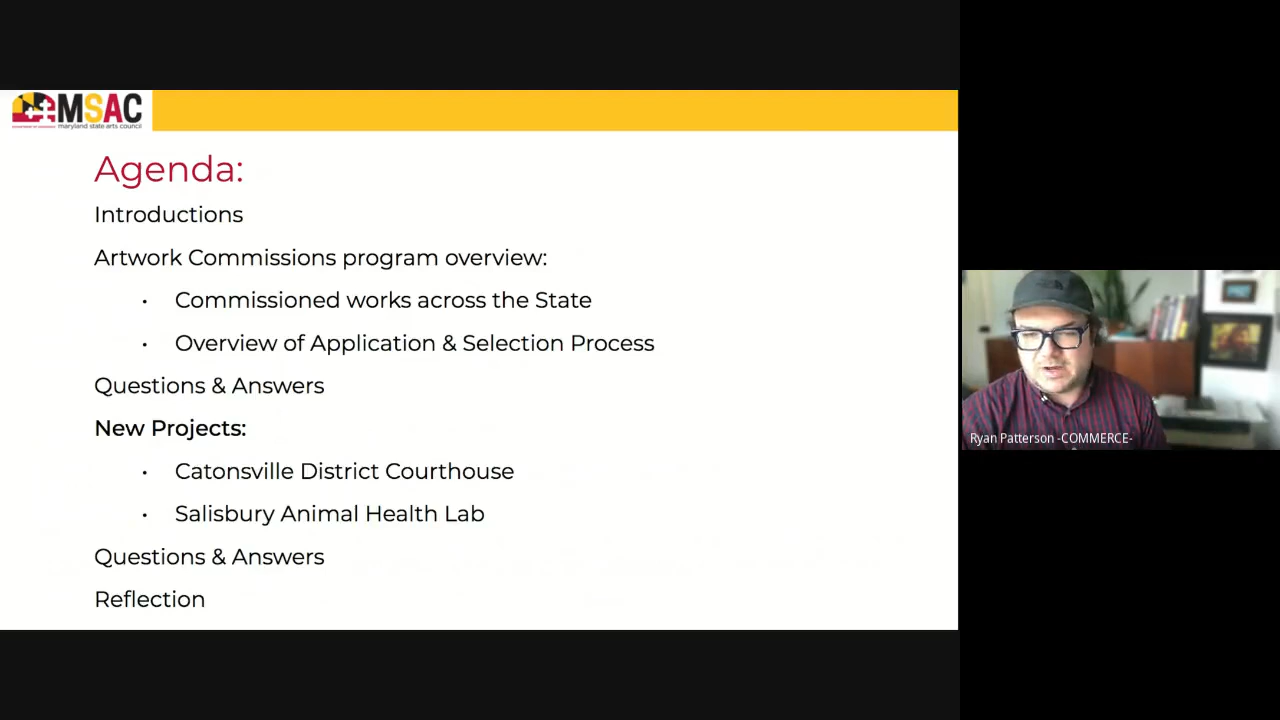 MSAC
maryland state arts council
Agenda:
Introductions
Artwork Commissions program overview:
• Commissioned works across the State
• Overview of Application & Selection Process
Questions & Answers
New Projects:
• Catonsville District Courthouse
• Salisbury Animal Health Lab
Questions & Answers
Reflection
Ryan Patterson -COMMERCE-